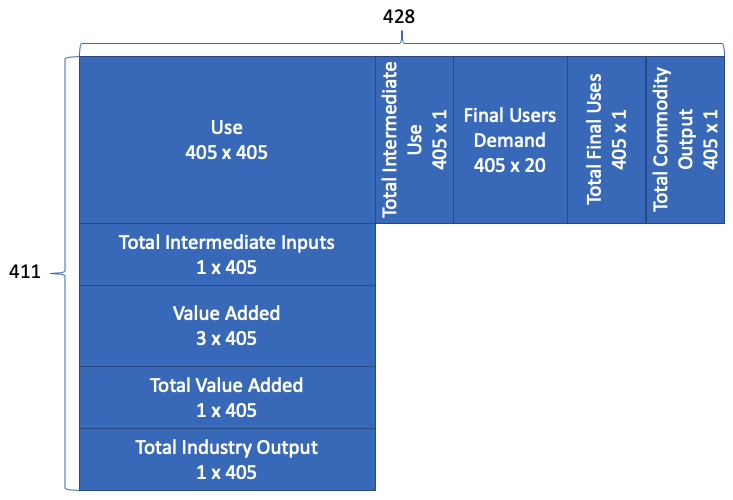 428
411
Use
405 x 405
Total Intermediate
Use
405 x 1
Final Users
Demand
405 x 20
Total Final Uses
405 x 1
Total Commodity
Output
405 x 1
Total Intermediate Inputs
1 x 405
Value Added
3 x 405
Total Value Added
1 x 405
Total Industry Output
1 x 405